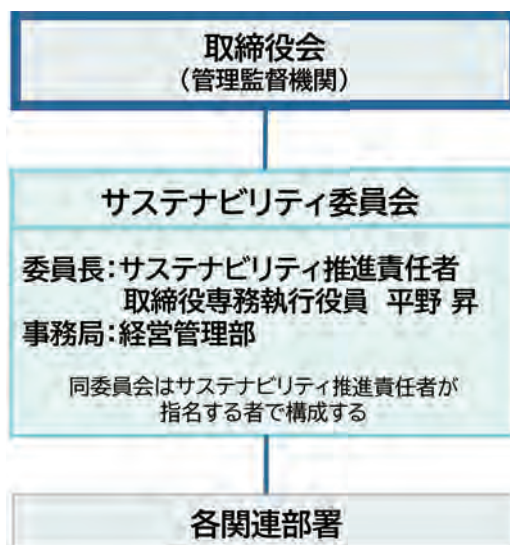 取締役会
（管理監督機関）
サステナビリティ委員会
委員長：サステナビリティ推進責任者
取締役専務執行役員 平野 昇
事務局：経営管理部
同委員会はサステナビリティ推進責任者が
指名する者で構成する
各関連部署